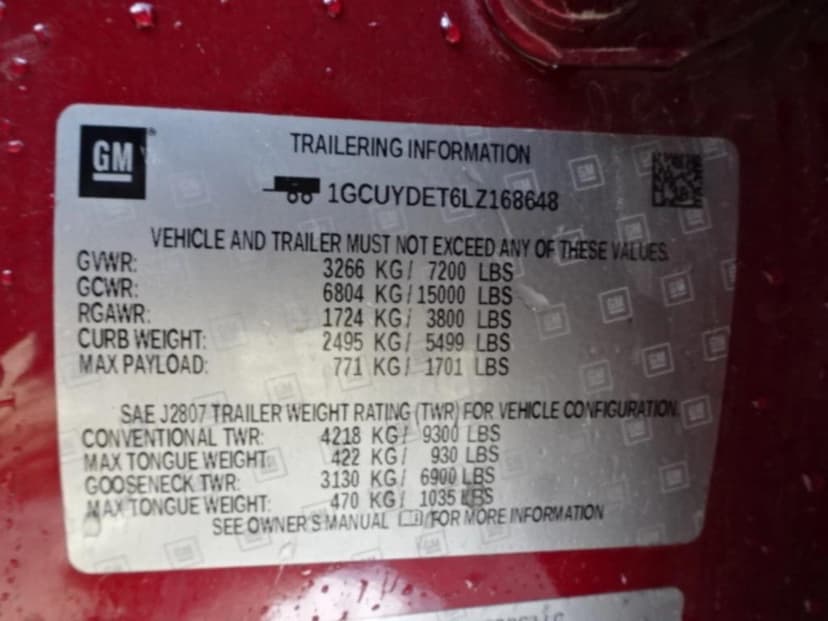 GM
TRAILERING INFORMATION
1GCUYDET6LZ168648
VEHICLE AND TRAILER MUST NOT EXCEED ANY OF THESE VALUES.
GVWR: 3266 KG/ 7200 LBS
GCWR: 6804 KG/15000 LBS
RGAWR: 1724 KG/ 3800 LBS
CURB WEIGHT: 2495 KG/ 5499 LBS
MAX PAYLOAD: 771 KG/ 1701 LBS
SAE J2807 TRAILER WEIGHT RATING (TWR) FOR VEHICLE CONFIGURATION.
CONVENTIONAL TWR: 4218 KG/ 9300 LBS
MAX TONGUE WEIGHT: 422 KG/ 930 LBS
GOOSENECK TWR: 3130 KG/ 6900 LBS
MAX TONGUE WEIGHT: 470 KG/ 1035 LBS
SEE OWNER'S MANUAL FOR MORE INFORMATION